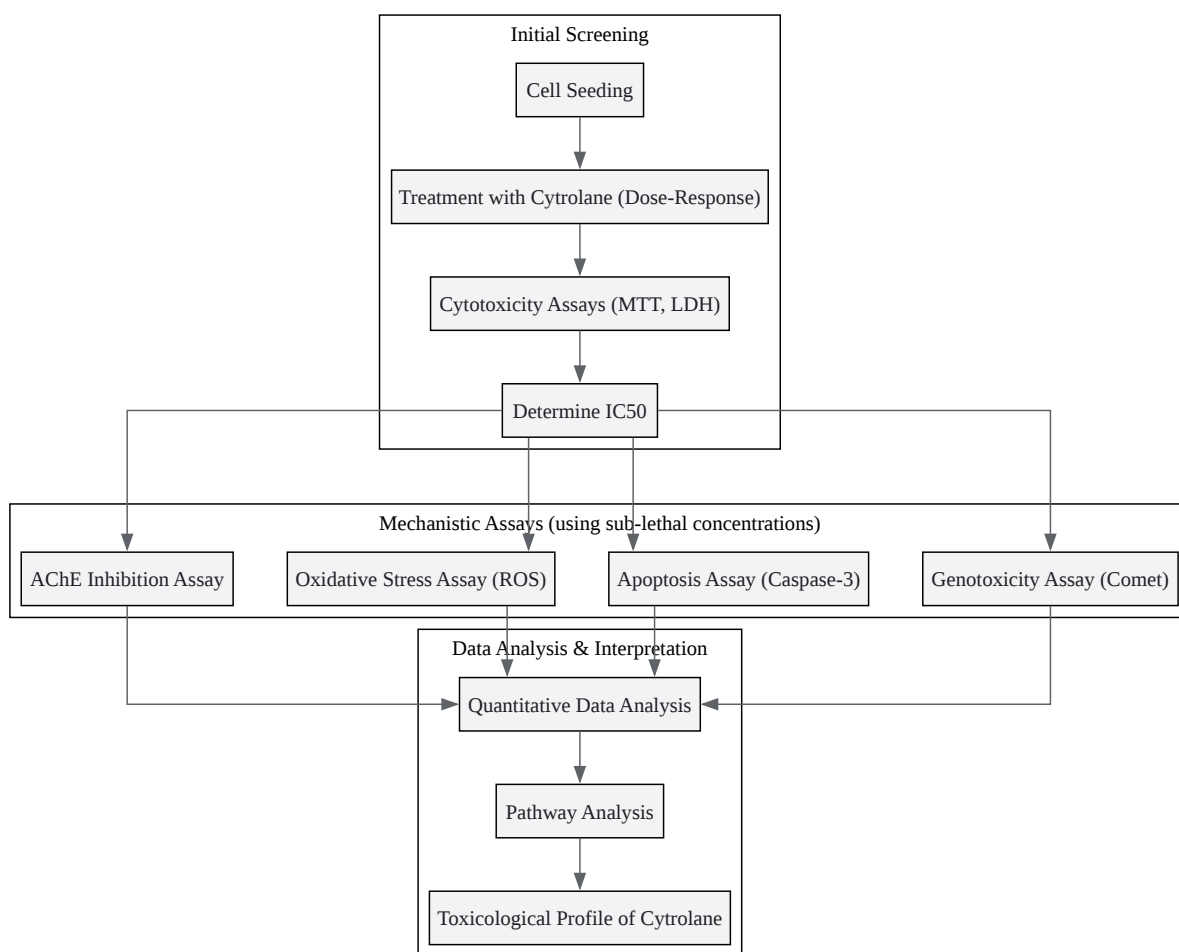 Initial Screening
Cell Seeding
Treatment with Cytrolane (Dose-Response)
Cytotoxicity Assays (MTT, LDH)
Determine IC50
Mechanistic Assays (using sub-lethal concentrations)
AChE Inhibition Assay
Oxidative Stress Assay (ROS)
Apoptosis Assay (Caspase-3)
Genotoxicity Assay (Comet)
Data Analysis & Interpretation
Quantitative Data Analysis
Pathway Analysis
Toxicological Profile of Cytrolane